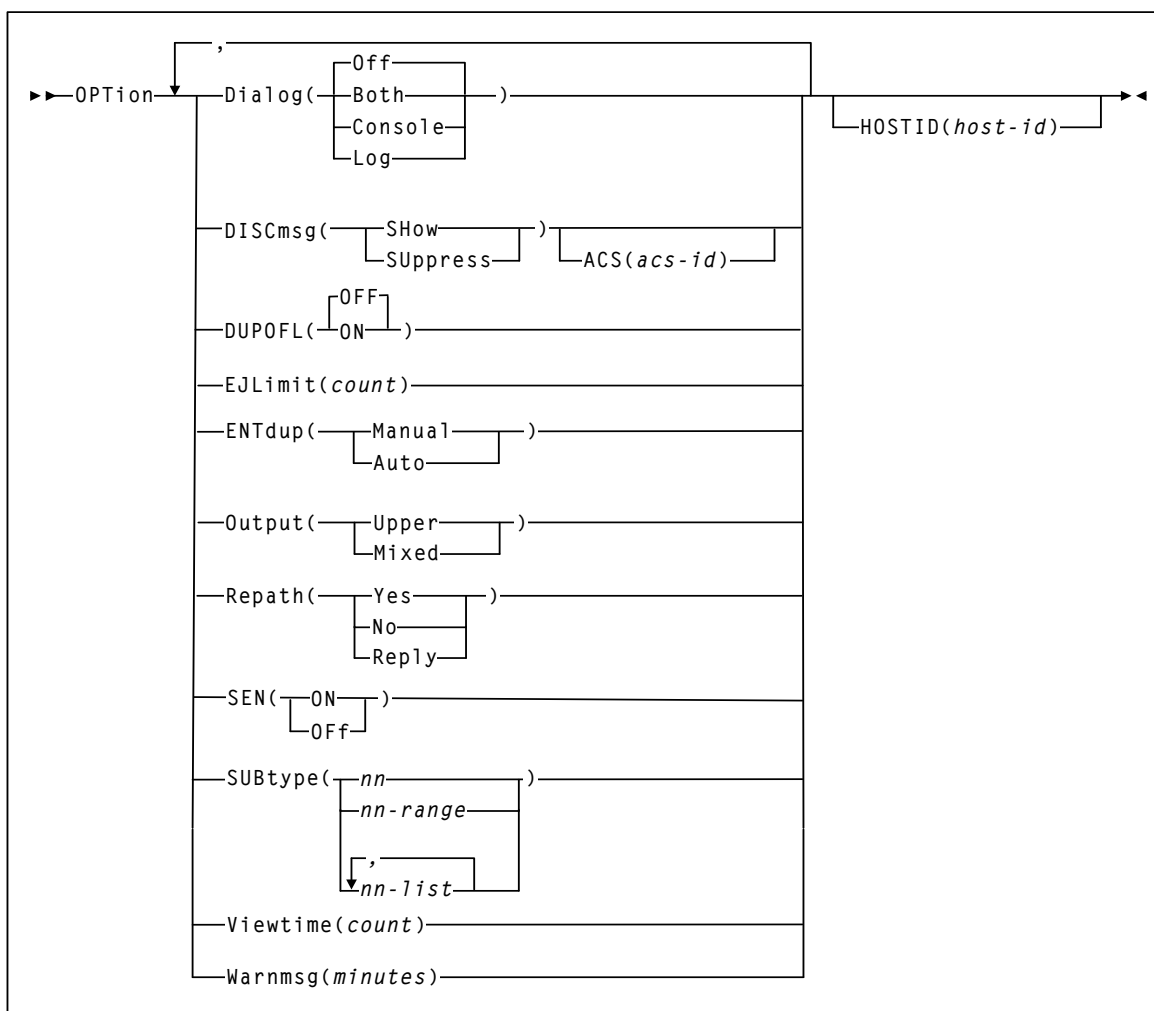 ,
Off
OPTion Dialog( Both )
Console
HOSTID(host-id)
Log
DISCmsg( SHow )
SUppress
ACS(acs-id)
OFF
DUPOFL( ON )
EJLimit(count)
ENTdup( Manual )
Auto
Output( Upper )
Mixed
Repath( Yes )
No
Reply
SEN( ON )
OFf
SUBtype( nn )
nn-range
,
nn-list
Viewtime(count)
Warnmsg(minutes)